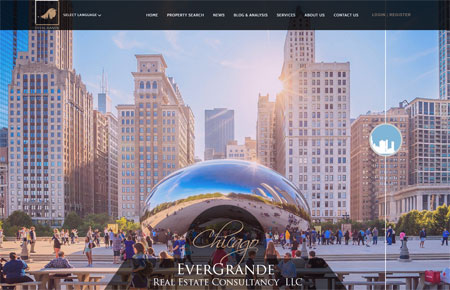 EVERGRANDE
SELECT LANGUAGE
HOME PROPERTY SEARCH NEWS BLOG & ANALYSIS SERVICES ABOUT US CONTACT US
LOGIN | REGISTER
Chicago
EVERGRANDE
REAL ESTATE CONSULTANCY LLC